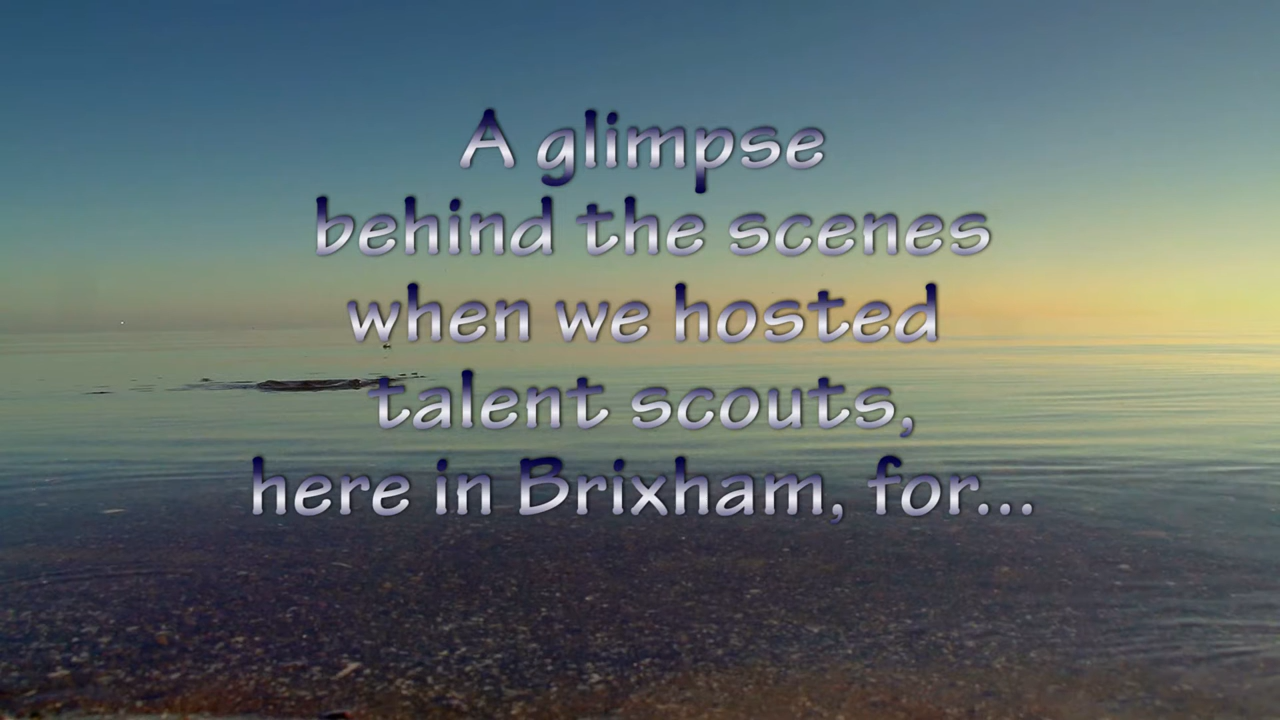 A glimpse
behind the scenes
when we hosted
talent scouts,
here in Brixham, for...